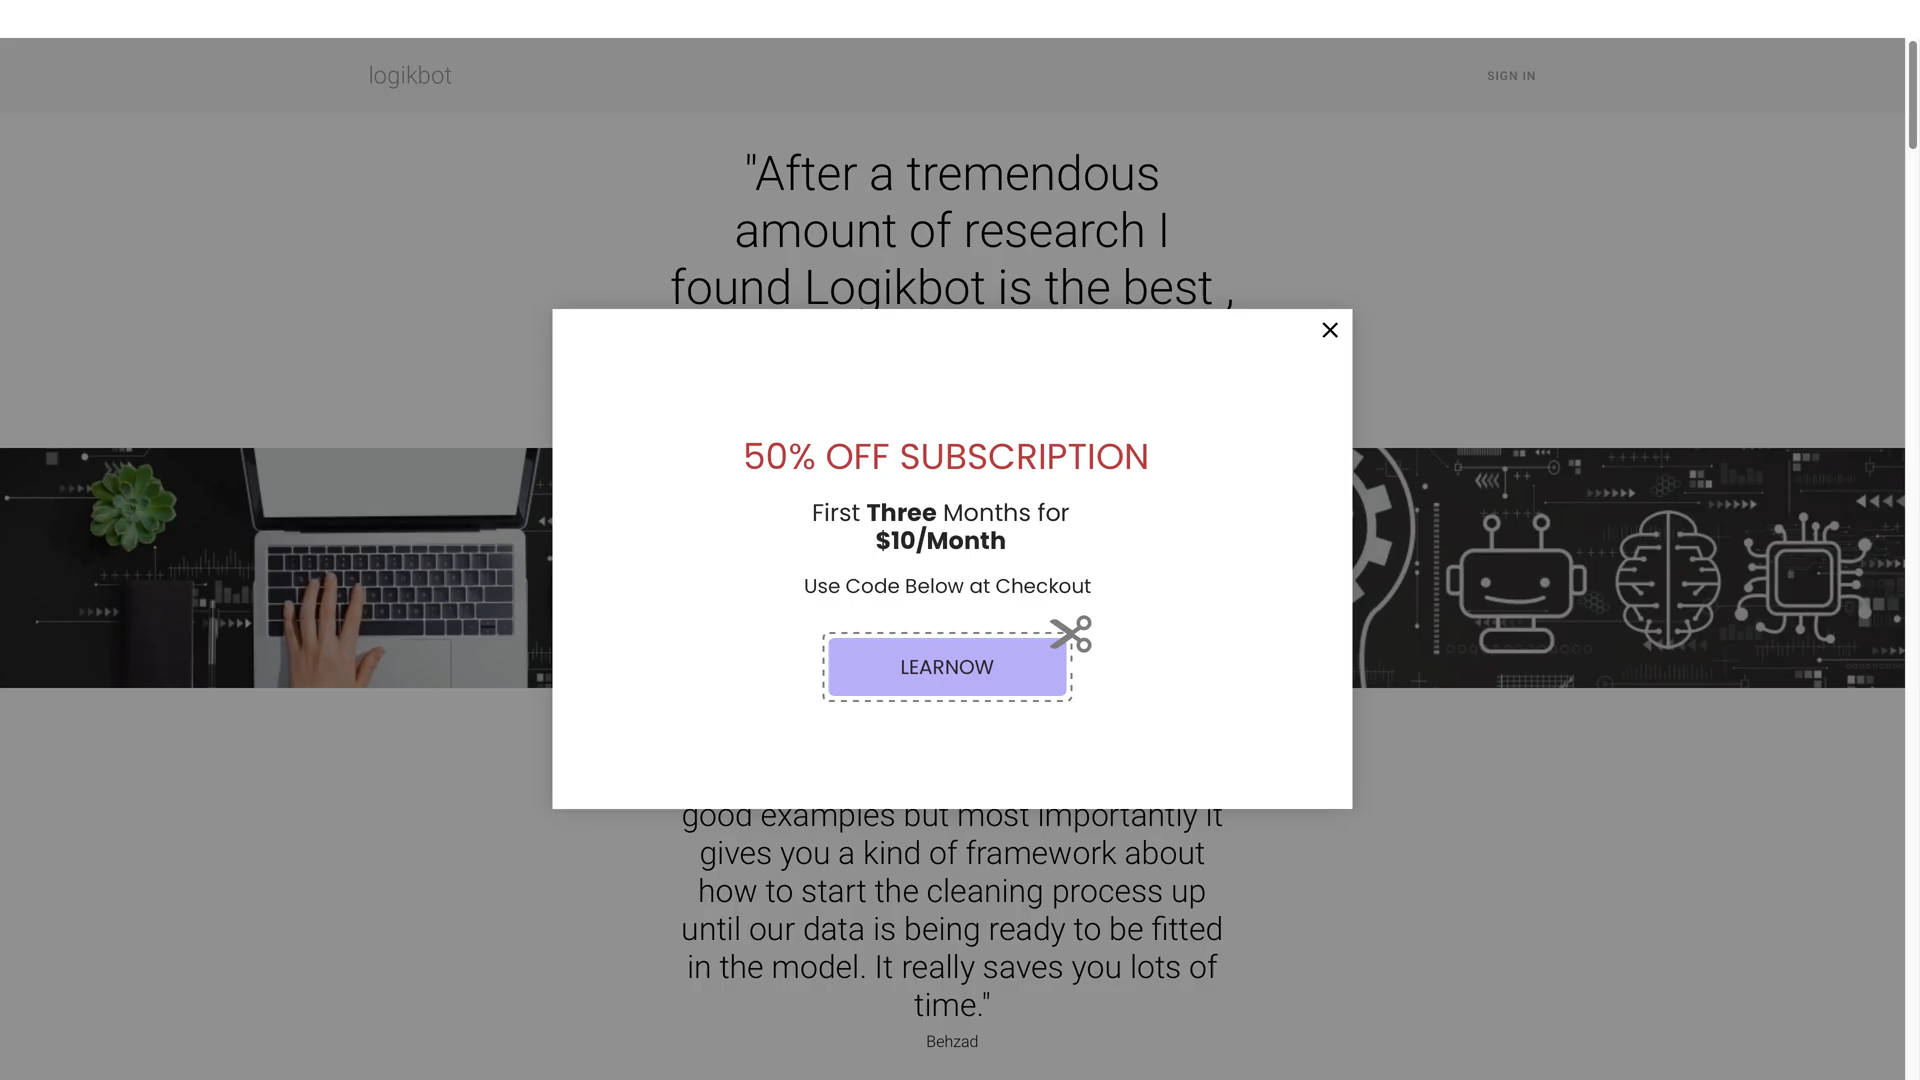 logikbot
SIGN IN
"After a tremendous
amount of research I
found Logikbot is the best ,
50% OFF SUBSCRIPTION
First Three Months for
$10/Month
Use Code Below at Checkout
LEARNOW
good examples but most importantly it
gives you a kind of framework about
how to start the cleaning process up
until our data is being ready to be fitted
in the model. It really saves you lots of
time."
Behzad